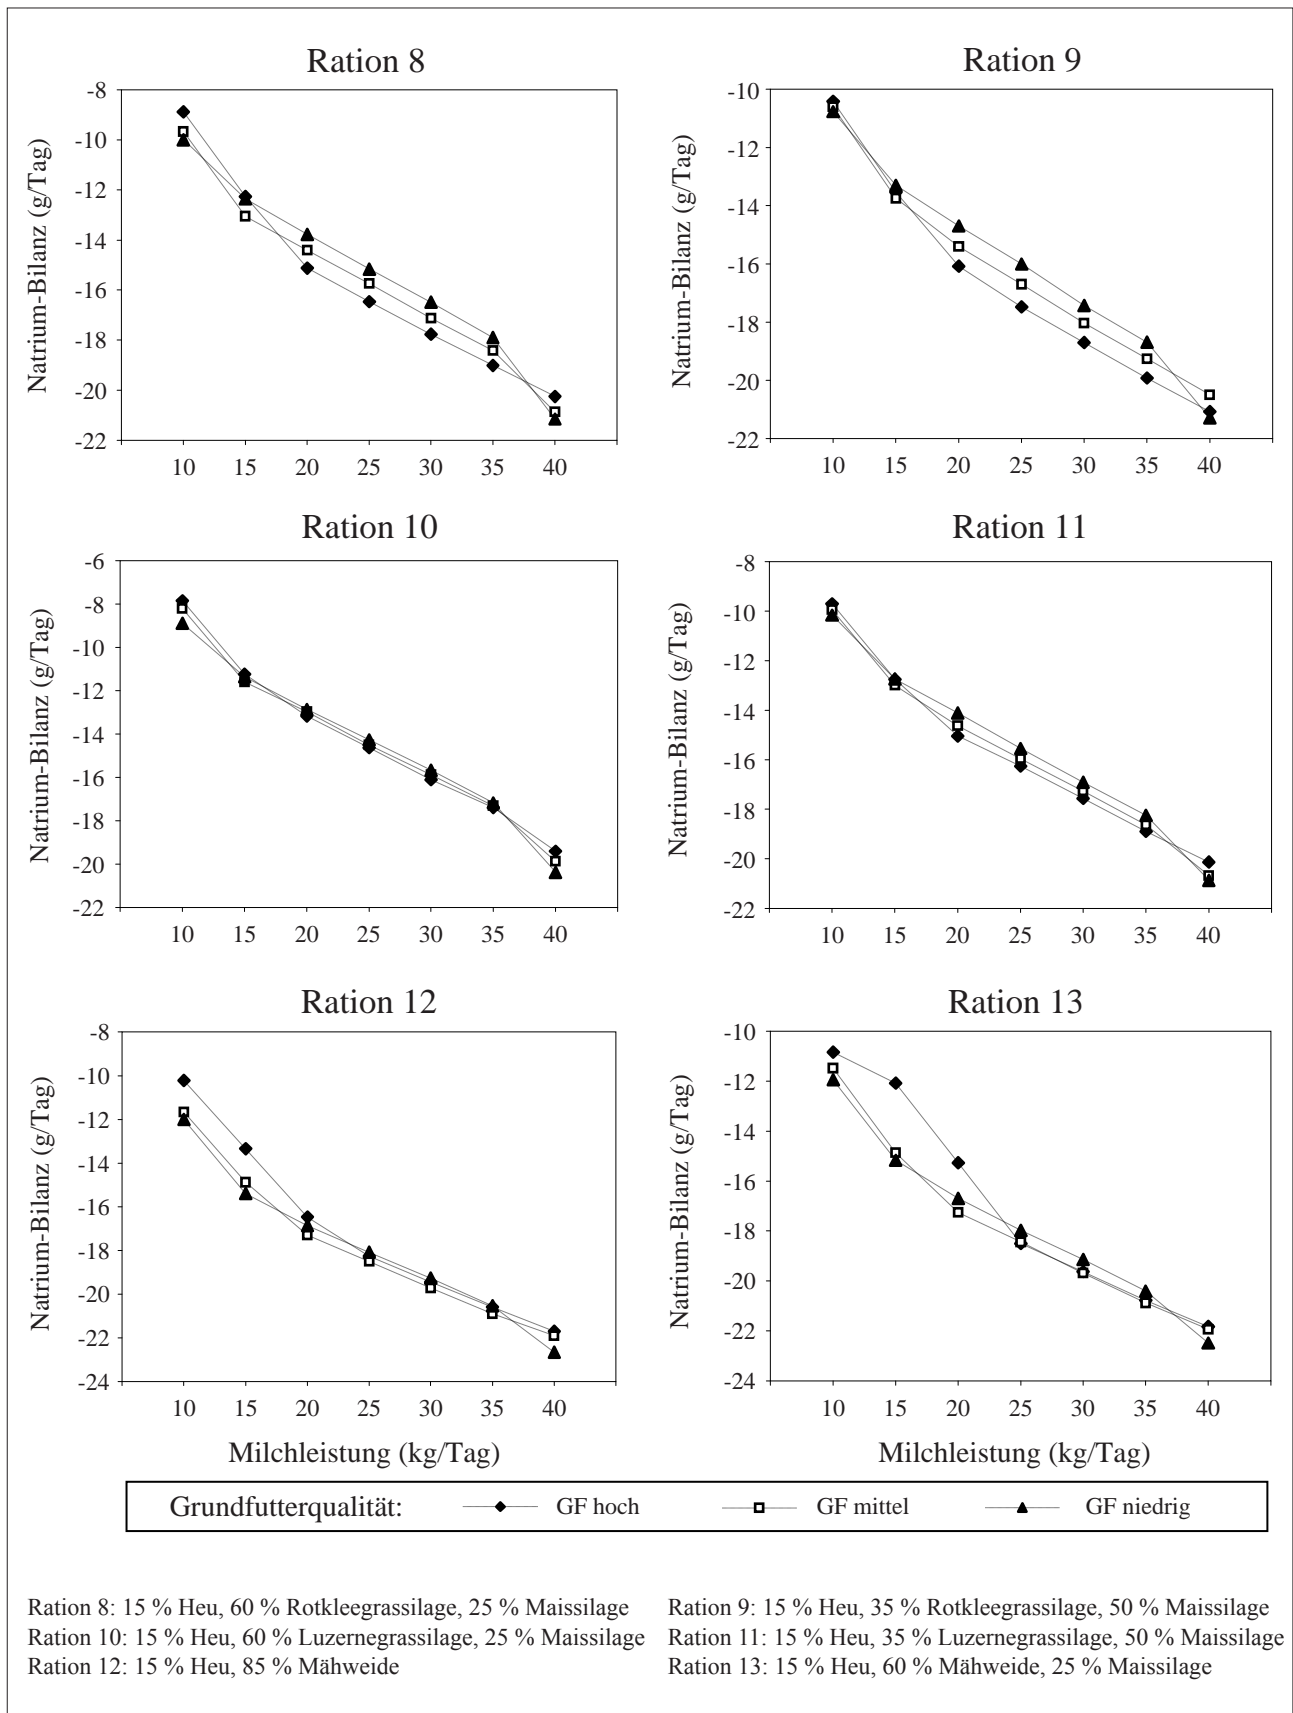 Ration 8
Natrium-Bilanz (g/Tag)
-8
-10
-12
-14
-16
-18
-20
-22
10 15 20 25 30 35 40
Ration 9
Natrium-Bilanz (g/Tag)
-10
-12
-14
-16
-18
-20
-22
10 15 20 25 30 35 40
Ration 10
Natrium-Bilanz (g/Tag)
-6
-8
-10
-12
-14
-16
-18
-20
-22
10 15 20 25 30 35 40
Ration 11
Natrium-Bilanz (g/Tag)
-8
-10
-12
-14
-16
-18
-20
-22
10 15 20 25 30 35 40
Ration 12
Natrium-Bilanz (g/Tag)
-8
-10
-12
-14
-16
-18
-20
-22
-24
10 15 20 25 30 35 40
Milchleistung (kg/Tag)
Ration 13
Natrium-Bilanz (g/Tag)
-10
-12
-14
-16
-18
-20
-22
-24
10 15 20 25 30 35 40
Milchleistung (kg/Tag)
Grundfutterqualität: GF hoch GF mittel GF niedrig
Ration 8: 15 % Heu, 60 % Rotkleegrassilage, 25 % Maissilage
Ration 10: 15 % Heu, 60 % Luzernegrassilage, 25 % Maissilage
Ration 12: 15 % Heu, 85 % Mähweide
Ration 9: 15 % Heu, 35 % Rotkleegrassilage, 50 % Maissilage
Ration 11: 15 % Heu, 35 % Luzernegrassilage, 50 % Maissilage
Ration 13: 15 % Heu, 60 % Mähweide, 25 % Maissilage